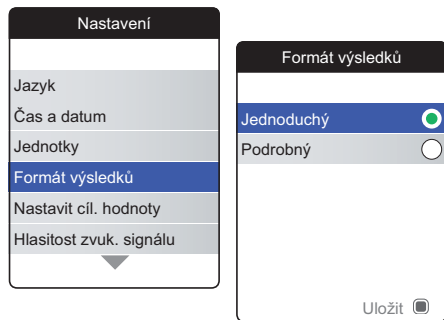 Nastavení
Jazyk
Čas a datum
Jednotky
Formát výsledků
Nastavit cíl. hodnoty
Hlasitost zvuk. signálu
Formát výsledků
Jednoduchý
Podrobný
Uložit